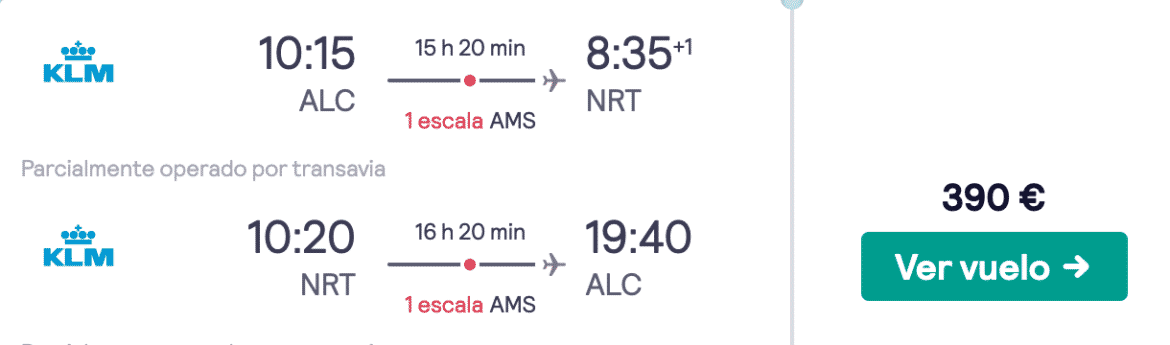 KLM
10:15
15 h 20 min
8:35+1
ALC
NRT
1 escala AMS
Parcialmente operado por transavia
390 €
Ver vuelo →
KLM
10:20
16 h 20 min
19:40
NRT
ALC
1 escala AMS